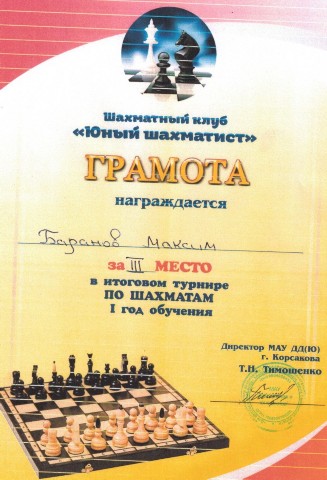 Шахматный клуб
«Юный шахматист»
ГРАМОТА
награждается
Баранов Максим
за III МЕСТО
в итоговом турнире
ПО ШАХМАТАМ
I год обучения
Директор МАУ ДД(Ю)
г. Корсакова
Т.Н. Тимошенко